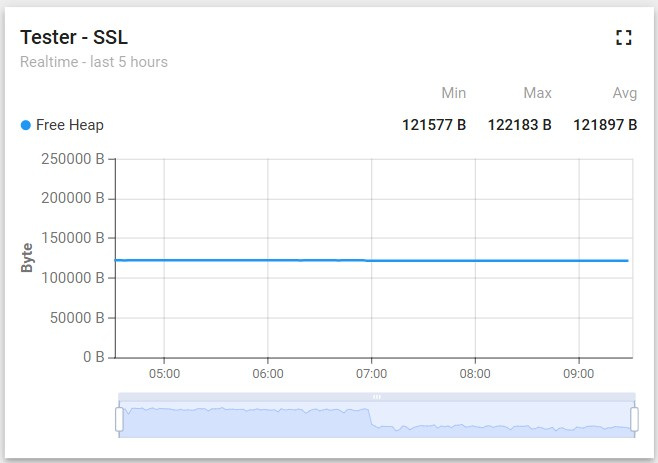 Tester - SSL
Realtime - last 5 hours
Min Max Avg
Free Heap 121577 B 122183 B 121897 B
250000 B
200000 B
150000 B
100000 B
50000 B
0 B
Byte
05:00 06:00 07:00 08:00 09:00